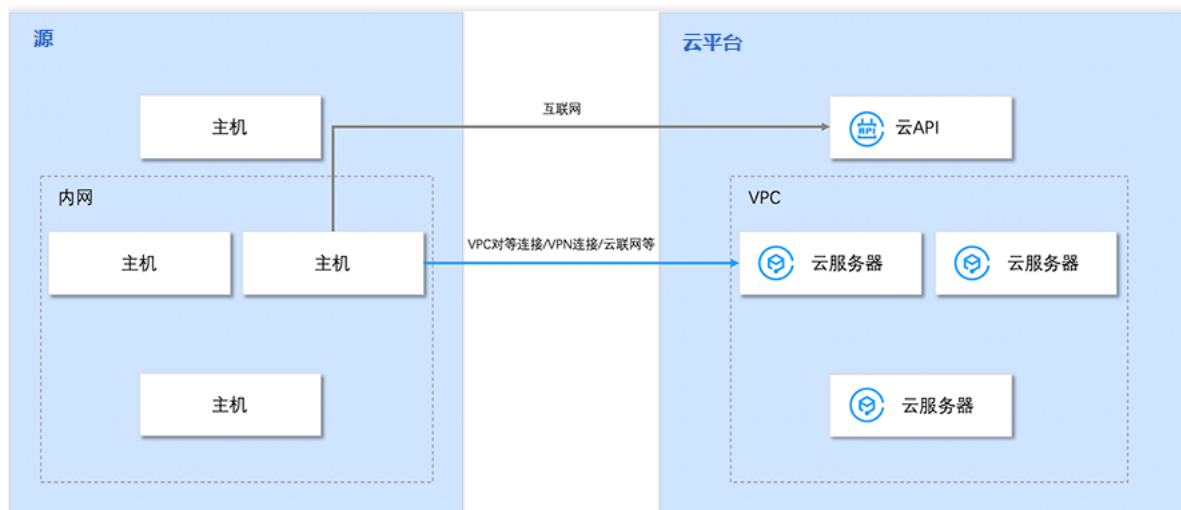 源
云平台
主机
互联网
云API
内网
VPC
主机
主机
VPC对等连接/VPN连接/云联网等
云服务器
云服务器
主机
云服务器